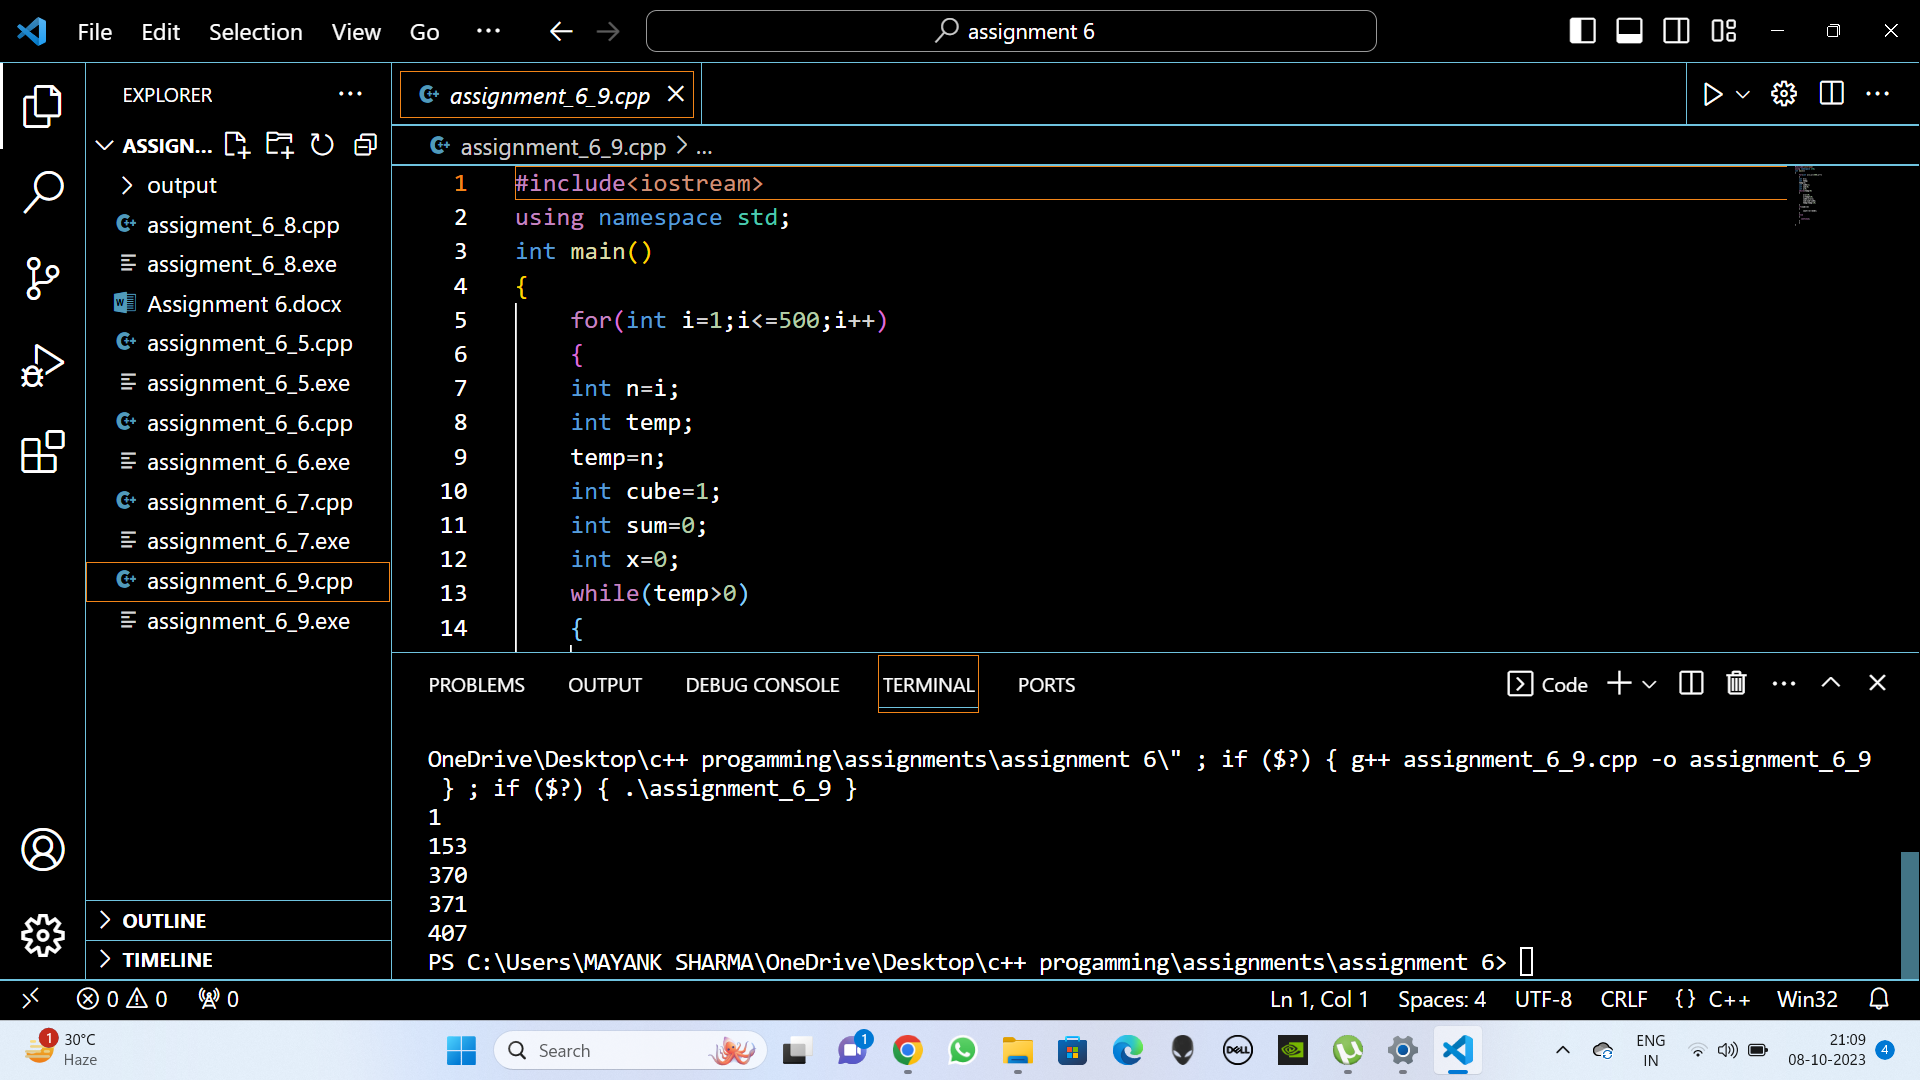 File Edit Selection View Go ··· assignment 6
EXPLORER ···
ASSIGN...
output
assigment_6_8.cpp
assigment_6_8.exe
Assignment 6.docx
assignment_6_5.cpp
assignment_6_5.exe
assignment_6_6.cpp
assignment_6_6.exe
assignment_6_7.cpp
assignment_6_7.exe
assignment_6_9.cpp
assignment_6_9.exe
OUTLINE
TIMELINE
assignment_6_9.cpp
assignment_6_9.cpp > ...
1 #include<iostream>
2 using namespace std;
3 int main()
4 {
5 for(int i=1;i<=500;i++)
6 {
7 int n=i;
8 int temp;
9 temp=n;
10 int cube=1;
11 int sum=0;
12 int x=0;
13 while(temp>0)
14 {
PROBLEMS OUTPUT DEBUG CONSOLE TERMINAL PORTS Code
OneDrive\Desktop\c++ progamming\assignments\assignment 6\" ; if ($?) { g++ assignment_6_9.cpp -o assignment_6_9
} ; if ($?) { .\assignment_6_9 }
1
153
370
371
407
PS C:\Users\MAYANK SHARMA\OneDrive\Desktop\c++ progamming\assignments\assignment 6>
0 0 0 Ln 1, Col 1 Spaces: 4 UTF-8 CRLF {} C++ Win32
1 30°C
Haze
Search
1
DELL
ENG
IN
21:09
08-10-2023
4